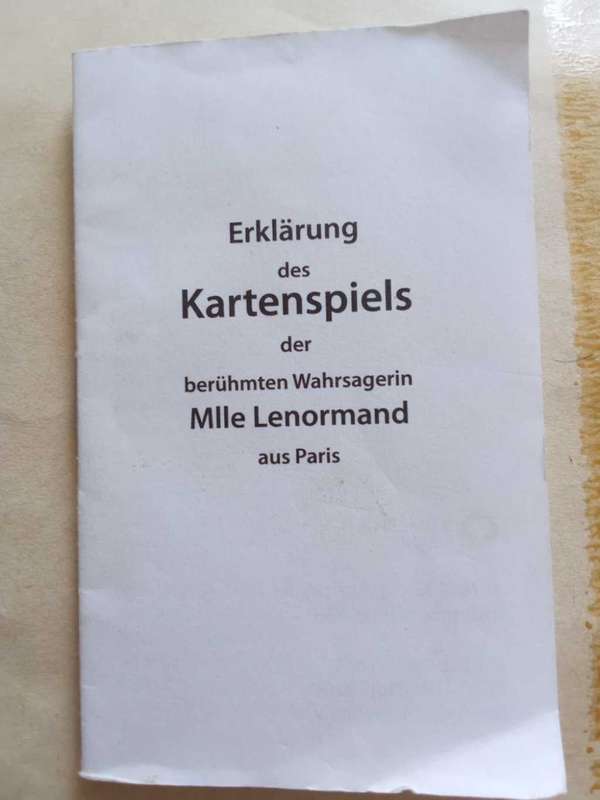 Erklärung
des
Kartenspiels
der
berühmten Wahrsagerin
Mlle Lenormand
aus Paris